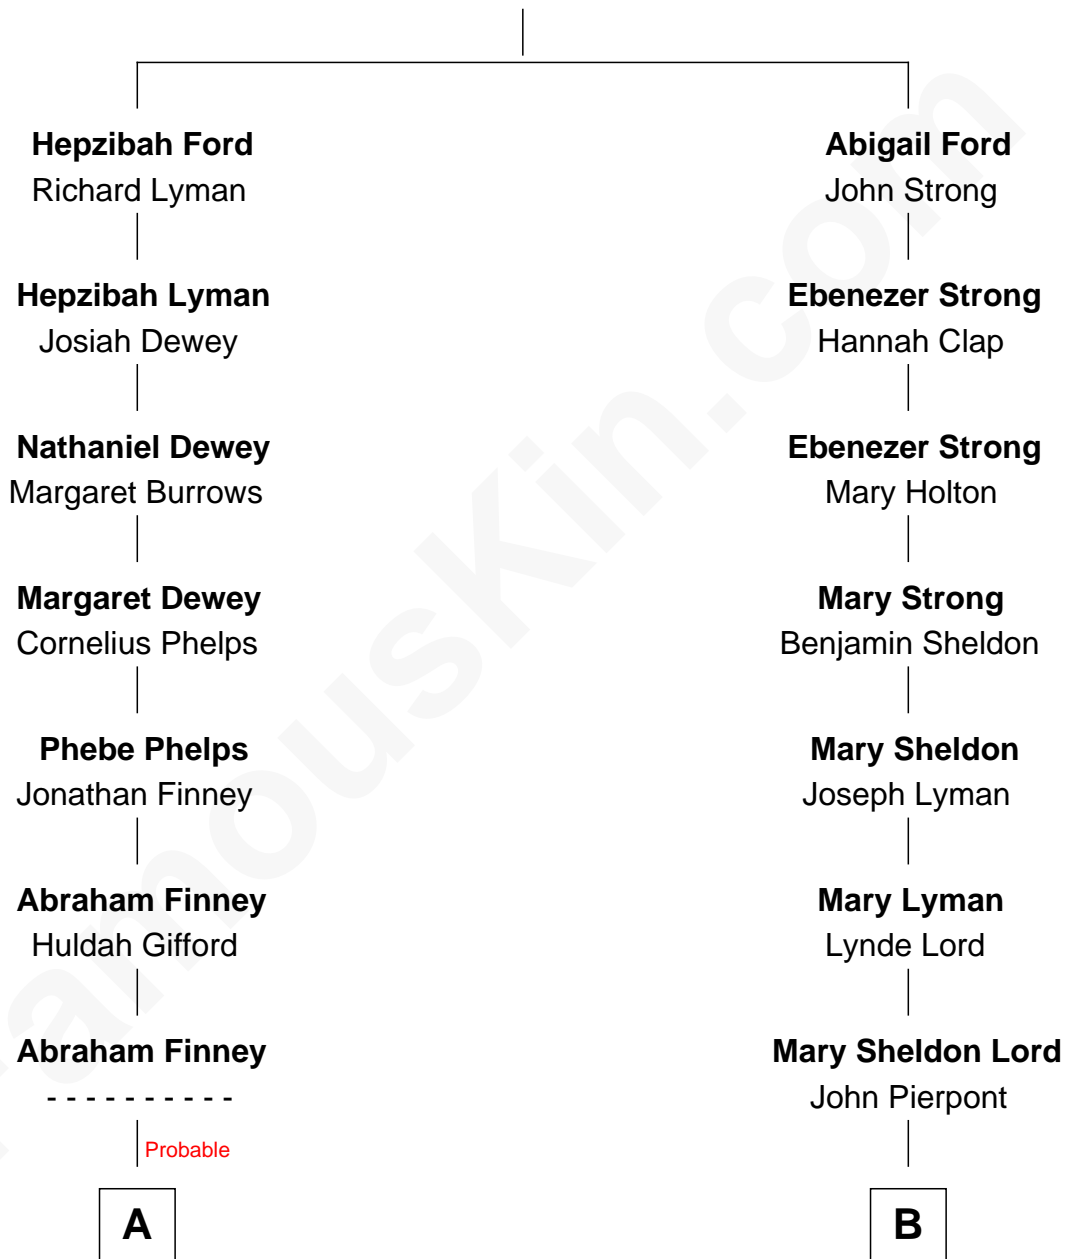 Hepzibah Ford
Richard Lyman
Abigail Ford
John Strong
Hepzibah Lyman
Josiah Dewey
Ebenezer Strong
Hannah Clap
Nathaniel Dewey
Margaret Burrows
Ebenezer Strong
Mary Holton
Margaret Dewey
Cornelius Phelps
Mary Strong
Benjamin Sheldon
Phebe Phelps
Jonathan Finney
Mary Sheldon
Joseph Lyman
Abraham Finney
Huldah Gifford
Mary Lyman
Lynde Lord
Abraham Finney
- - - - - - - - - -
Mary Sheldon Lord
John Pierpont
Probable
A
B
FamousKin.com